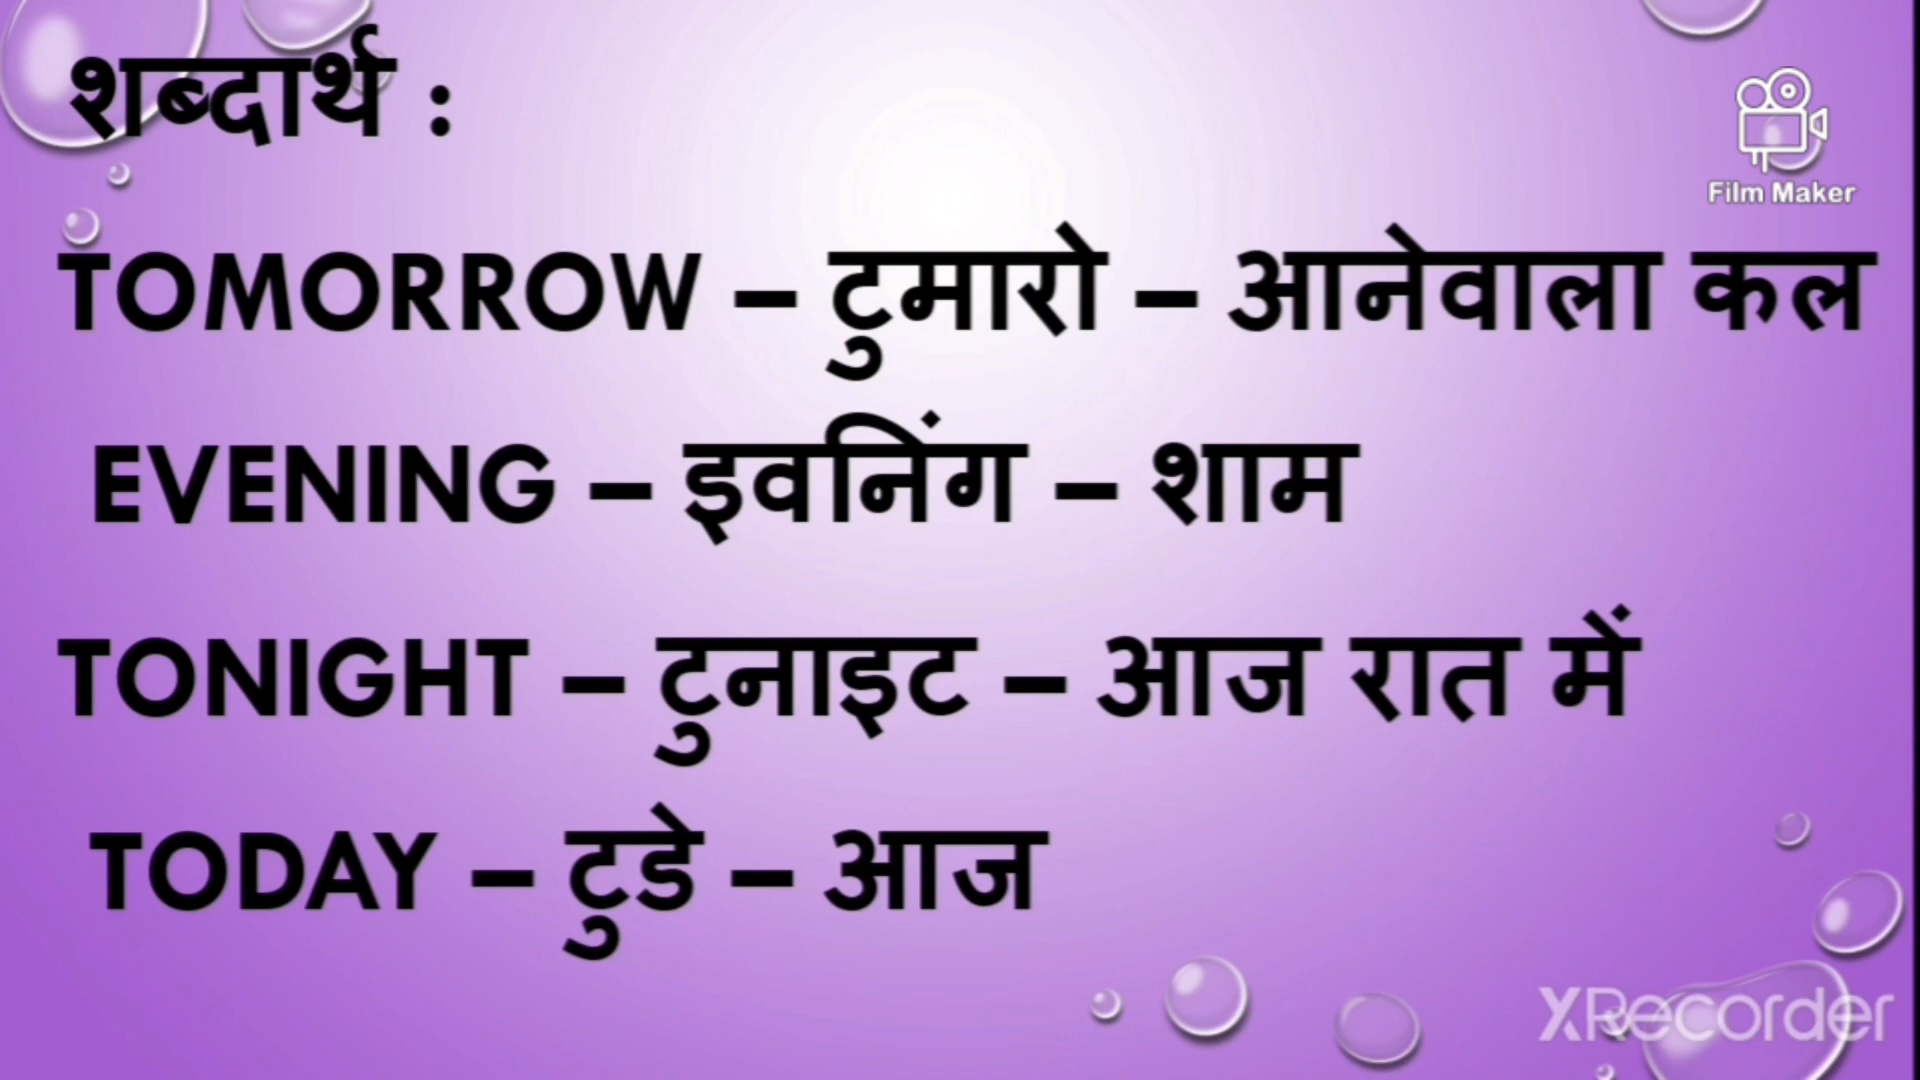 शब्दार्थ :
Film Maker
TOMORROW – टुमारो – आनेवाला कल
EVENING – इवनिंग – शाम
TONIGHT – टुनाइट – आज रात में
TODAY – टुडे – आज
XRecorder